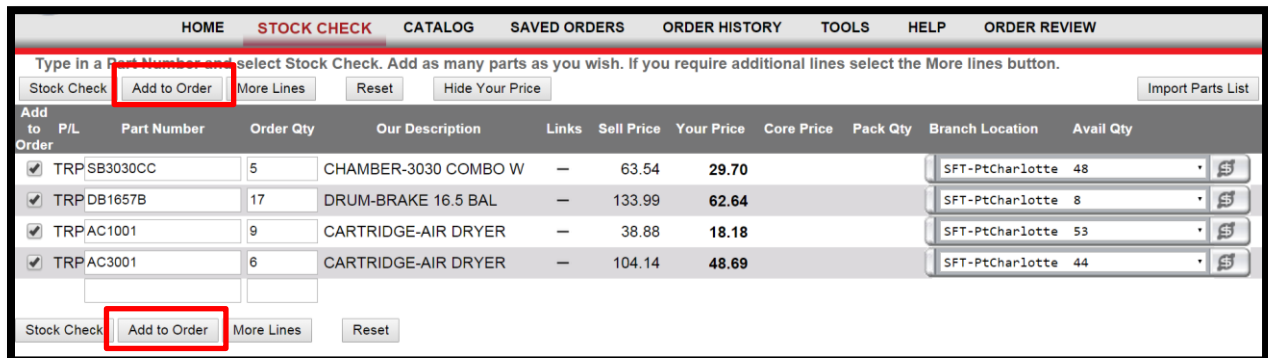 HOME STOCK CHECK CATALOG SAVED ORDERS ORDER HISTORY TOOLS HELP ORDER REVIEW
Type in a Part Number and select Stock Check. Add as many parts as you wish. If you require additional lines select the More lines button.
Stock Check Add to Order More Lines Reset Hide Your Price Import Parts List
Add to Order P/L Part Number Order Qty Our Description Links Sell Price Your Price Core Price Pack Qty Branch Location Avail Qty
TRP SB3030CC 5 CHAMBER-3030 COMBO W — 63.54 29.70 SFT-PtCharlotte 48
TRP DB1657B 17 DRUM-BRAKE 16.5 BAL — 133.99 62.64 SFT-PtCharlotte 8
TRP AC1001 9 CARTRIDGE-AIR DRYER — 38.88 18.18 SFT-PtCharlotte 53
TRP AC3001 6 CARTRIDGE-AIR DRYER — 104.14 48.69 SFT-PtCharlotte 44
Stock Check Add to Order More Lines Reset